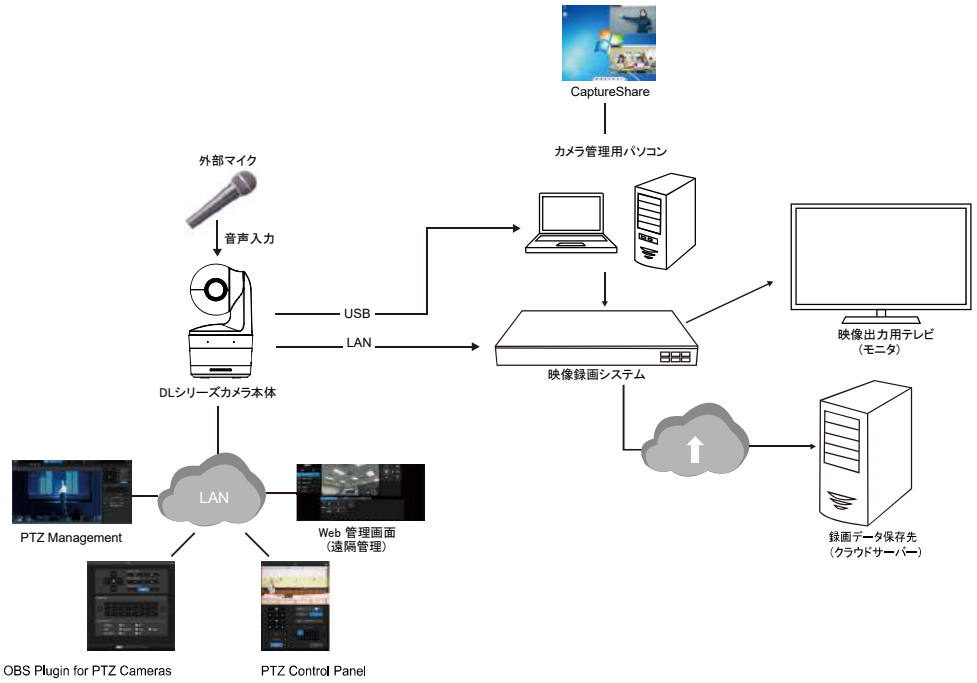 CaptureShare
カメラ管理用パソコン
外部マイク
音声入力
USB
LAN
DLシリーズカメラ本体
映像録画システム
映像出力用テレビ
(モニタ)
LAN
PTZ Management
Web 管理画面
(遠隔管理)
録画データ保存先
(クラウドサーバー)
OBS Plugin for PTZ Cameras
PTZ Control Panel